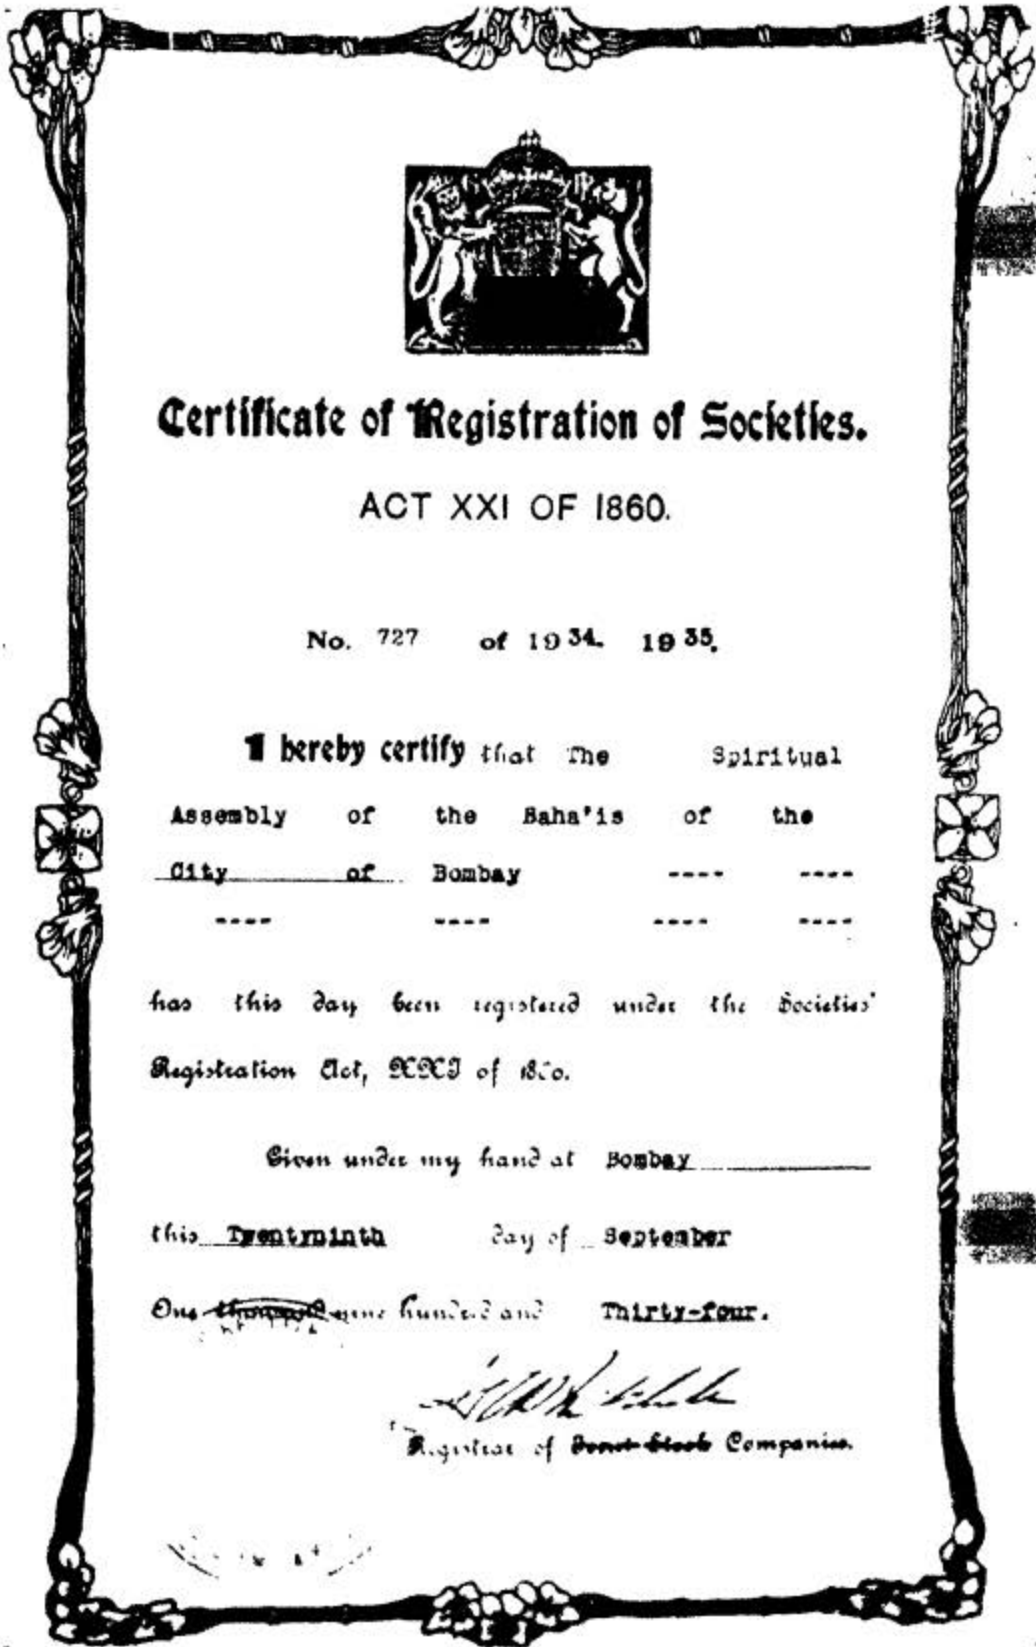 Certificate of Registration of Societies.
ACT XXI OF 1860.
No. 727 of 1934. 1935.
I hereby certify that The Spiritual
Assembly of the Baha'is of the
City of Bombay ---- ----
---- ---- ---- ----
has this day been registered under the Societies'
Registration Act, XXI of 1860.
Given under my hand at Bombay
this Twentyninth day of September
One thousand nine hundred and Thirty-four.
Registrar of Joint Stock Companies.